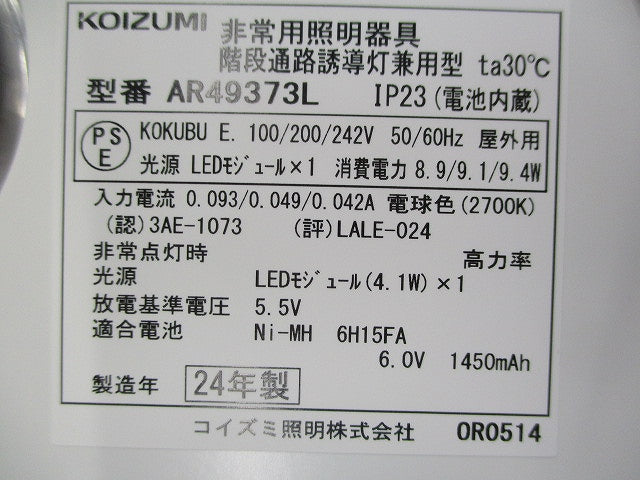 KOIZUMI 非常用照明器具
階段通路誘導灯兼用型 ta30℃
型番 AR49373L IP23(電池内蔵)
PSE KOKUBU E. 100/200/242V 50/60Hz 屋外用
光源 LEDﾓｼﾞｭｰﾙ×1 消費電力 8.9/9.1/9.4W
入力電流 0.093/0.049/0.042A 電球色(2700K)
(認)3AE-1073 (評)LALE-024
非常点灯時 高力率
光源 LEDﾓｼﾞｭｰﾙ(4.1W)×1
放電基準電圧 5.5V
適合電池 Ni-MH 6H15FA
6.0V 1450mAh
製造年 24年製
コイズミ照明株式会社 0R0514